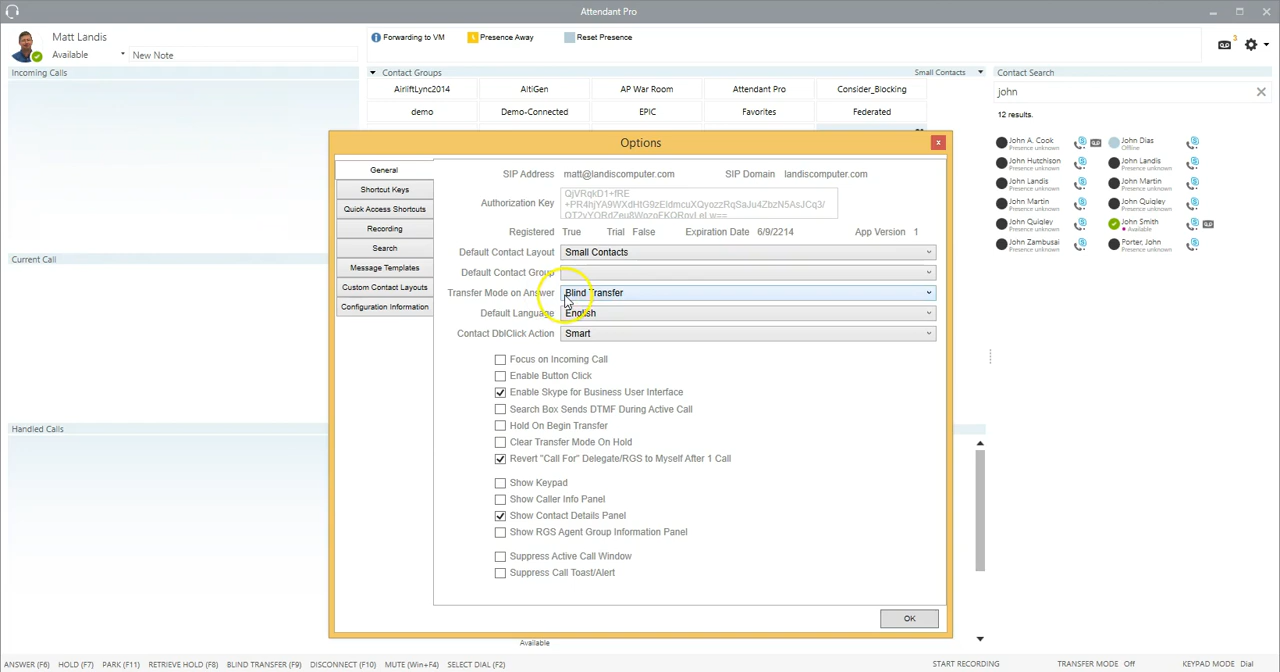 Attendant Pro
Matt Landis
Available
New Note
Forwarding to VM
Presence Away
Reset Presence
3
Incoming Calls
Contact Groups
Small Contacts
Contact Search
AirliftLync2014
AltiGen
AP War Room
Attendant Pro
Consider_Blocking
demo
Demo-Connected
EPIC
Favorites
Federated
john
12 results.
John A. Cook
Presence unknown
John Dias
Offline
John Hutchison
Presence unknown
John Landis
Presence unknown
John Landis
Presence unknown
John Martin
Presence unknown
John Martin
Presence unknown
John Quigley
Presence unknown
John Quigley
Presence unknown
John Smith
Available
John Zambusai
Presence unknown
Porter, John
Presence unknown
Current Call
Handled Calls
Options
General
Shortcut Keys
Quick Access Shortcuts
Recording
Search
Message Templates
Custom Contact Layouts
Configuration Information
SIP Address matt@landiscomputer.com SIP Domain landiscomputer.com
Authorization Key
Registered True Trial False Expiration Date 6/9/2214 App Version 1
Default Contact Layout Small Contacts
Default Contact Group
Transfer Mode on Answer Blind Transfer
Default Language English
Contact DblClick Action Smart
Focus on Incoming Call
Enable Button Click
Enable Skype for Business User Interface
Search Box Sends DTMF During Active Call
Hold On Begin Transfer
Clear Transfer Mode On Hold
Revert "Call For" Delegate/RGS to Myself After 1 Call
Show Keypad
Show Caller Info Panel
Show Contact Details Panel
Show RGS Agent Group Information Panel
Suppress Active Call Window
Suppress Call Toast/Alert
OK
Available
ANSWER (F6) HOLD (F7) PARK (F11) RETRIEVE HOLD (F8) BLIND TRANSFER (F9) DISCONNECT (F10) MUTE (Win+F4) SELECT DIAL (F2) START RECORDING TRANSFER MODE Off KEYPAD MODE Dial